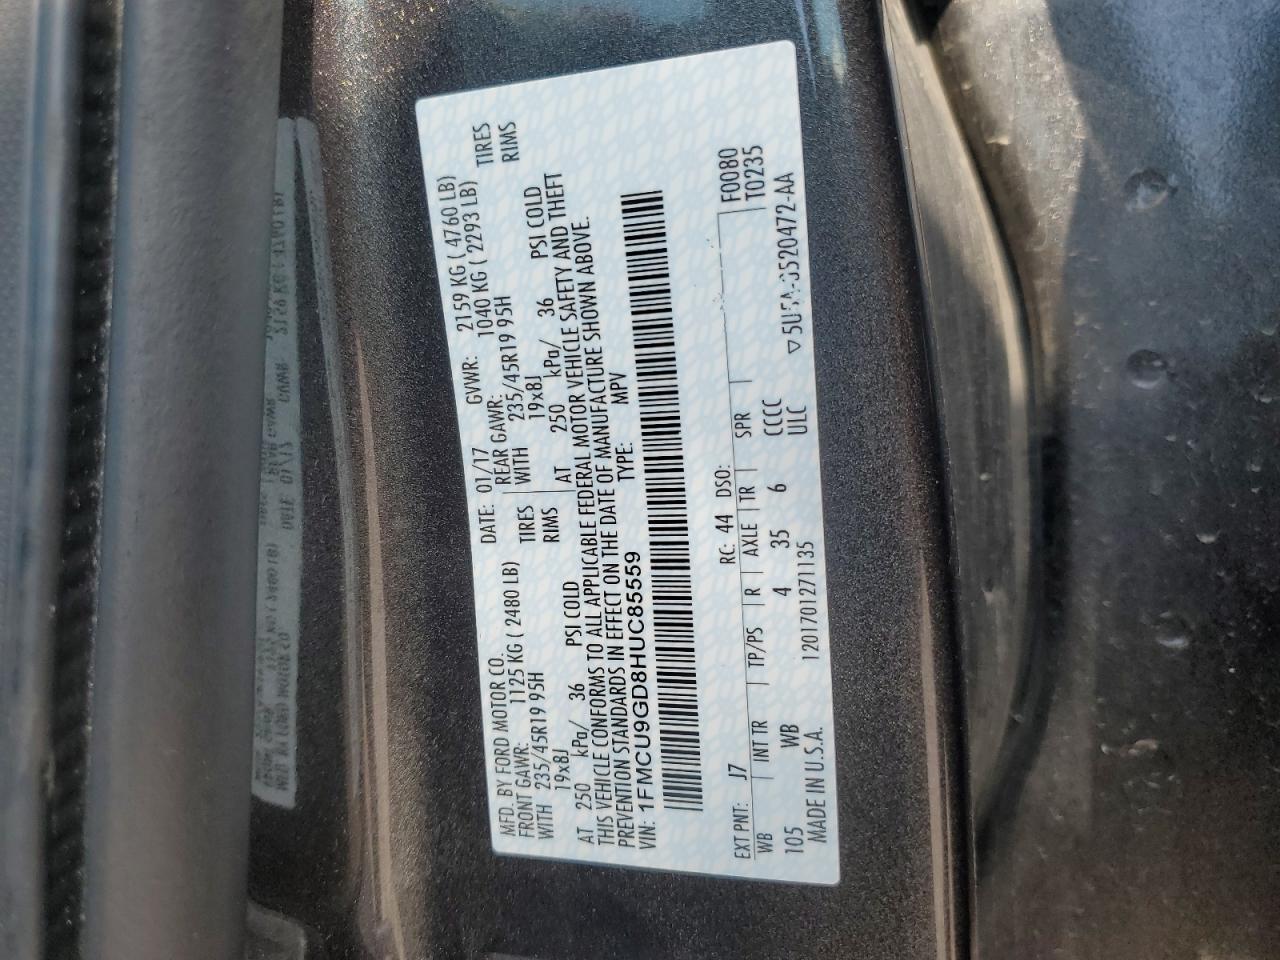 MFD. BY FORD MOTOR CO.
DATE: 01/17 GVWR: 2159 KG ( 4760 LB)
FRONT GAWR: 1125 KG ( 2480 LB)
REAR GAWR: 1040 KG ( 2293 LB)
WITH 235/45R19 95H TIRES
WITH 235/45R19 95H TIRES
19x8J RIMS
19x8J RIMS
AT 250 kPa/ 36 PSI COLD
AT 250 kPa/ 36 PSI COLD
THIS VEHICLE CONFORMS TO ALL APPLICABLE FEDERAL MOTOR VEHICLE SAFETY AND THEFT
PREVENTION STANDARDS IN EFFECT ON THE DATE OF MANUFACTURE SHOWN ABOVE.
VIN: 1FMCU9GD8HUC85559 TYPE: MPV
F0080
T0235
EXT PNT: J7 RC: 44 DSO:
WB INT TR TP/PS R AXLE TR SPR
105 WB 4 35 6 CCCC
MADE IN U.S.A. 1201701271135 ULC